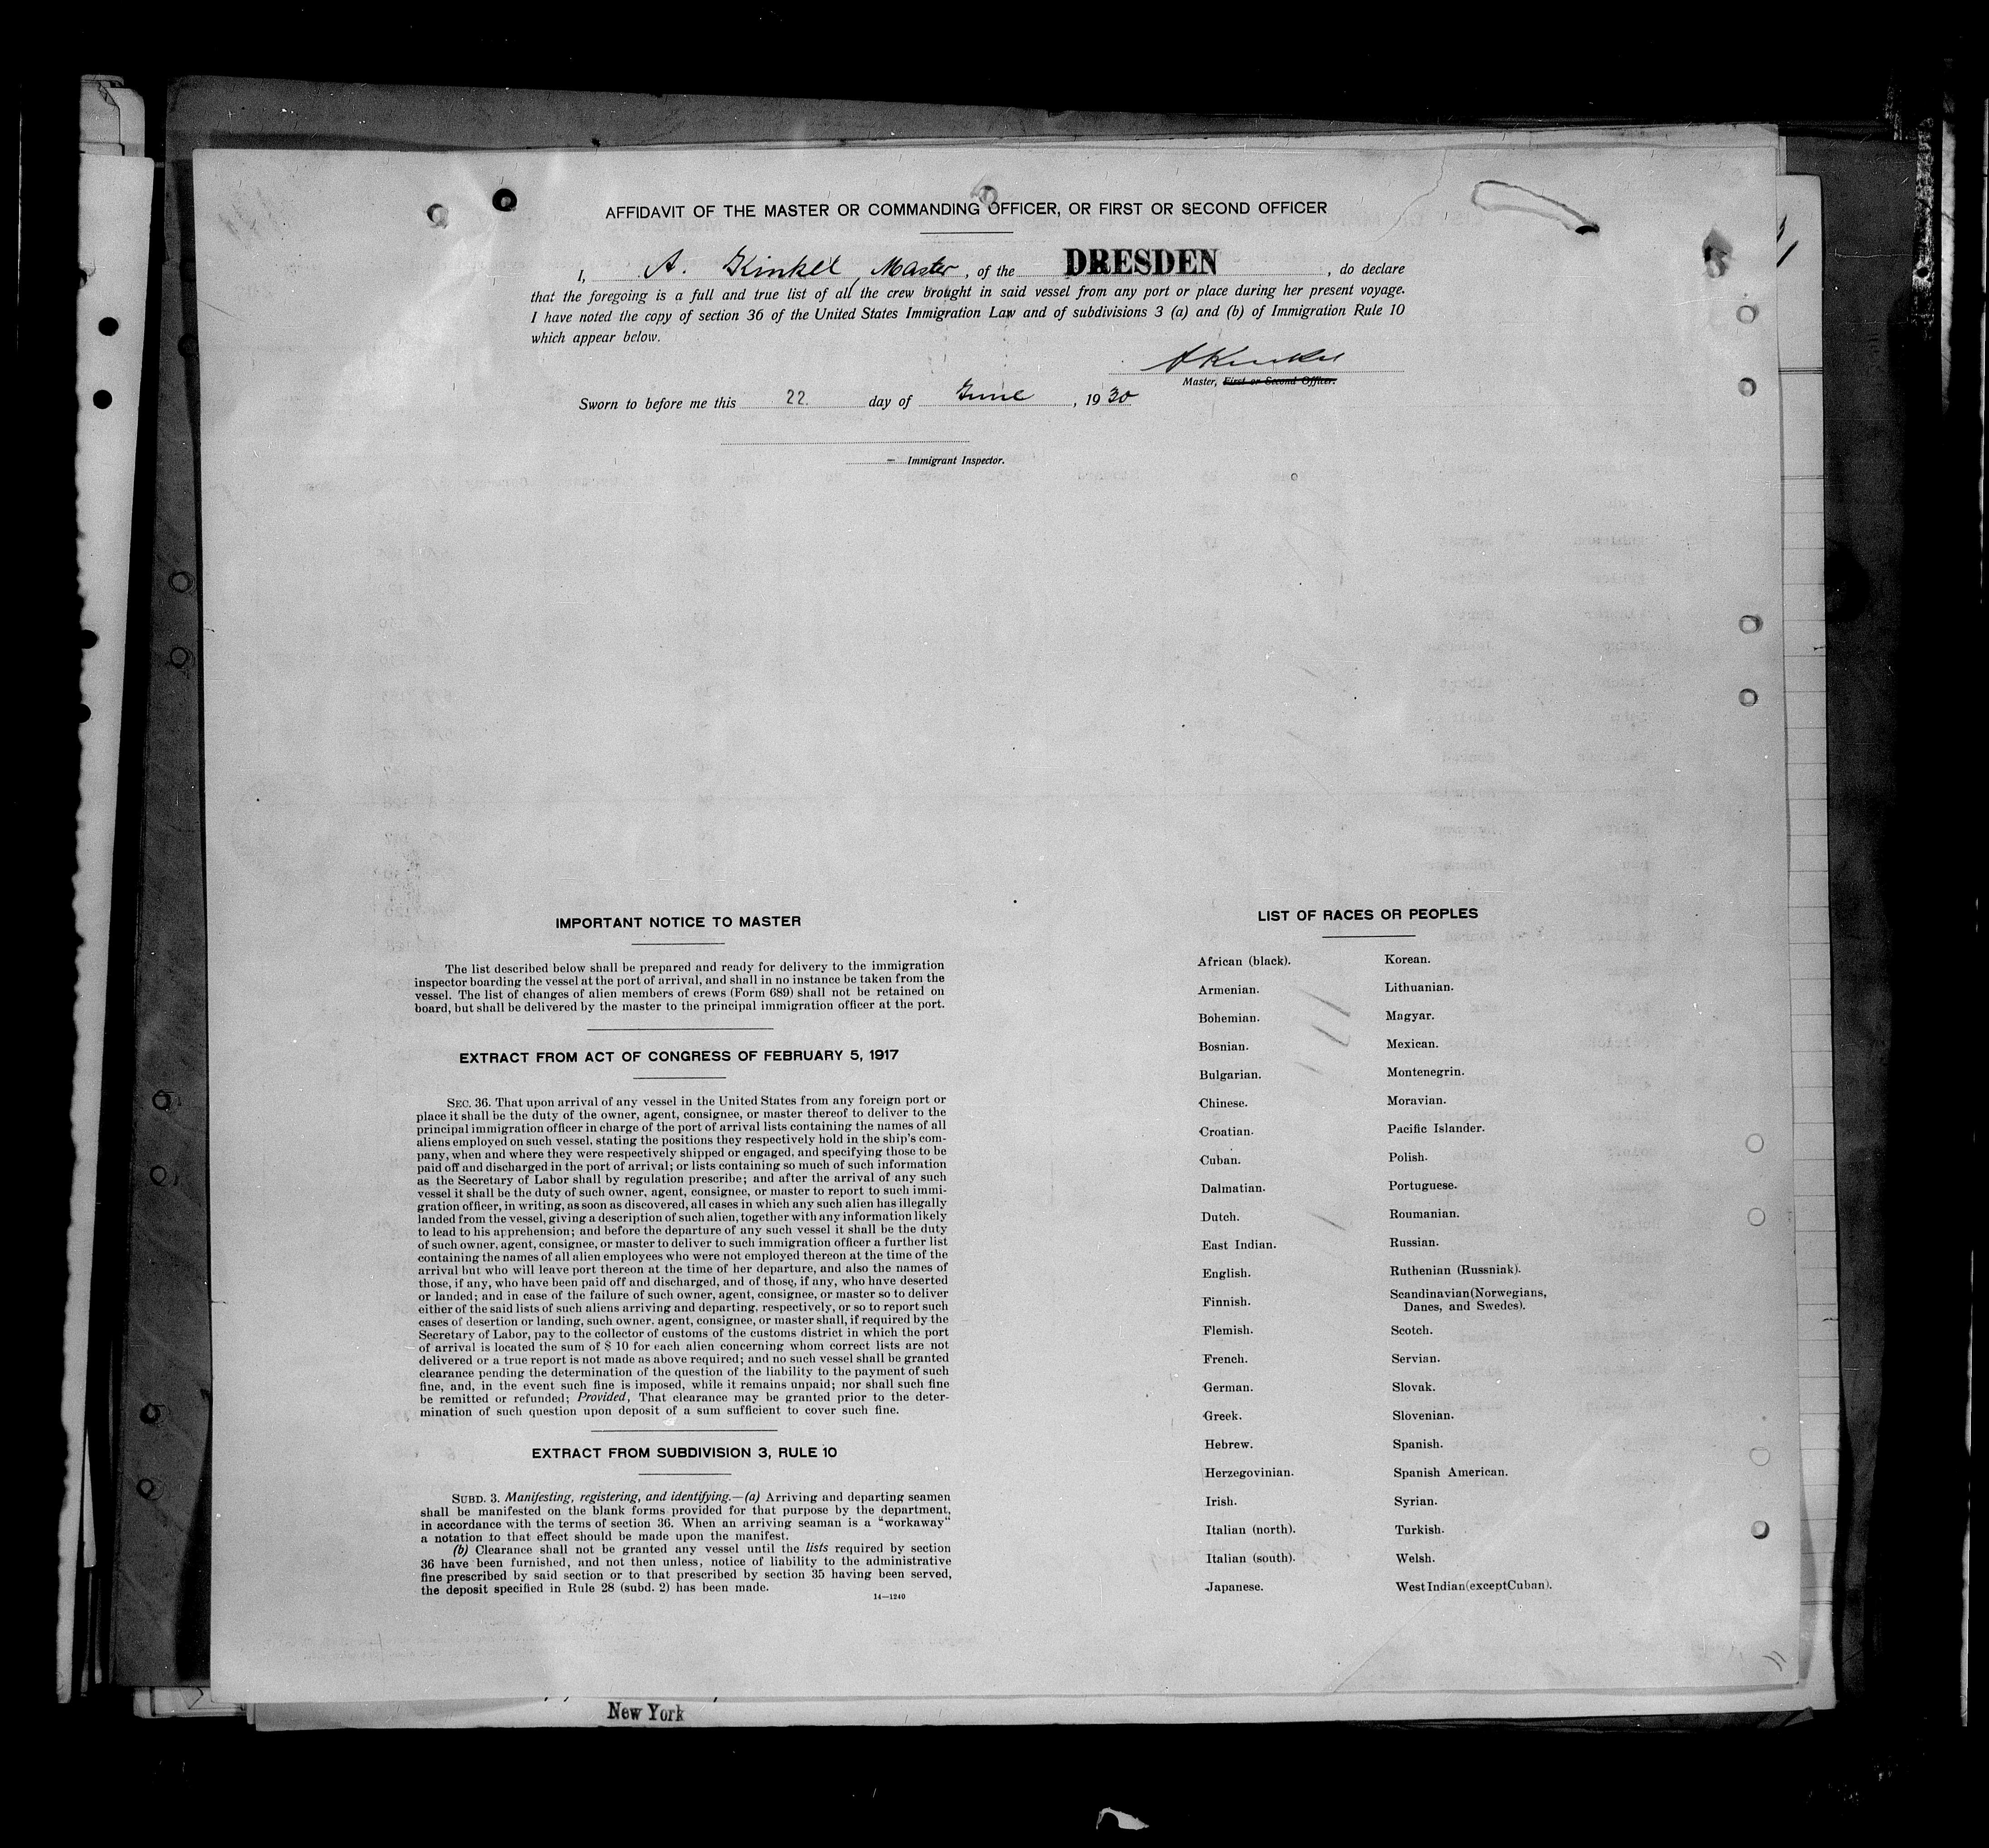 AFFIDAVIT OF THE MASTER OR COMMANDING OFFICER, OR FIRST OR SECOND OFFICER
I, A. Kinkel, Master, of the DRESDEN, do declare
that the foregoing is a full and true list of all the crew brought in said vessel from any port or place during her present voyage.
I have noted the copy of section 36 of the United States Immigration Law and of subdivisions 3 (a) and (b) of Immigration Rule 10
which appear below.
AKinkel
Master, First or Second Officer.
Sworn to before me this 22. day of June, 1930
Immigrant Inspector.
IMPORTANT NOTICE TO MASTER
The list described below shall be prepared and ready for delivery to the immigration
inspector boarding the vessel at the port of arrival, and shall in no instance be taken from the
vessel. The list of changes of alien members of crews (Form 689) shall not be retained on
board, but shall be delivered by the master to the principal immigration officer at the port.
EXTRACT FROM ACT OF CONGRESS OF FEBRUARY 5, 1917
SEC. 36. That upon arrival of any vessel in the United States from any foreign port or
place it shall be the duty of the owner, agent, consignee, or master thereof to deliver to the
principal immigration officer in charge of the port of arrival lists containing the names of all
aliens employed on such vessel, stating the positions they respectively hold in the ship's com-
pany, when and where they were respectively shipped or engaged, and specifying those to be
paid off and discharged in the port of arrival; or lists containing so much of such information
as the Secretary of Labor shall by regulation prescribe; and after the arrival of any such
vessel it shall be the duty of such owner, agent, consignee, or master to report to such immi-
gration officer, in writing, as soon as discovered, all cases in which any such alien has illegally
landed from the vessel, giving a description of such alien, together with any information likely
to lead to his apprehension; and before the departure of any such vessel it shall be the duty
of such owner, agent, consignee, or master to deliver to such immigration officer a further list
containing the names of all alien employees who were not employed thereon at the time of the
arrival but who will leave port thereon at the time of her departure, and also the names of
those, if any, who have been paid off and discharged, and of those, if any, who have deserted
or landed; and in case of the failure of such owner, agent, consignee, or master so to deliver
either of the said lists of such aliens arriving and departing, respectively, or so to report such
cases of desertion or landing, such owner, agent, consignee, or master shall, if required by the
Secretary of Labor, pay to the collector of customs of the customs district in which the port
of arrival is located the sum of $ 10 for each alien concerning whom correct lists are not
delivered or a true report is not made as above required; and no such vessel shall be granted
clearance pending the determination of the question of the liability to the payment of such
fine, and, in the event such fine is imposed, while it remains unpaid; nor shall such fine
be remitted or refunded; Provided, That clearance may be granted prior to the deter-
mination of such question upon deposit of a sum sufficient to cover such fine.
EXTRACT FROM SUBDIVISION 3, RULE 10
SUBD. 3. Manifesting, registering, and identifying.—(a) Arriving and departing seamen
shall be manifested on the blank forms provided for that purpose by the department,
in accordance with the terms of section 36. When an arriving seaman is a "workaway"
a notation to that effect should be made upon the manifest.
(b) Clearance shall not be granted any vessel until the lists required by section
36 have been furnished, and not then unless, notice of liability to the administrative
fine prescribed by said section or to that prescribed by section 35 having been served,
the deposit specified in Rule 28 (subd. 2) has been made.
14—1240
LIST OF RACES OR PEOPLES
African (black).
Armenian.
Bohemian.
Bosnian.
Bulgarian.
Chinese.
Croatian.
Cuban.
Dalmatian.
Dutch.
East Indian.
English.
Finnish.
Flemish.
French.
German.
Greek.
Hebrew.
Herzegovinian.
Irish.
Italian (north).
Italian (south).
Japanese.
Korean.
Lithuanian.
Magyar.
Mexican.
Montenegrin.
Moravian.
Pacific Islander.
Polish.
Portuguese.
Roumanian.
Russian.
Ruthenian (Russniak).
Scandinavian (Norwegians,
Danes, and Swedes).
Scotch.
Servian.
Slovak.
Slovenian.
Spanish.
Spanish American.
Syrian.
Turkish.
Welsh.
West Indian (except Cuban).
New York